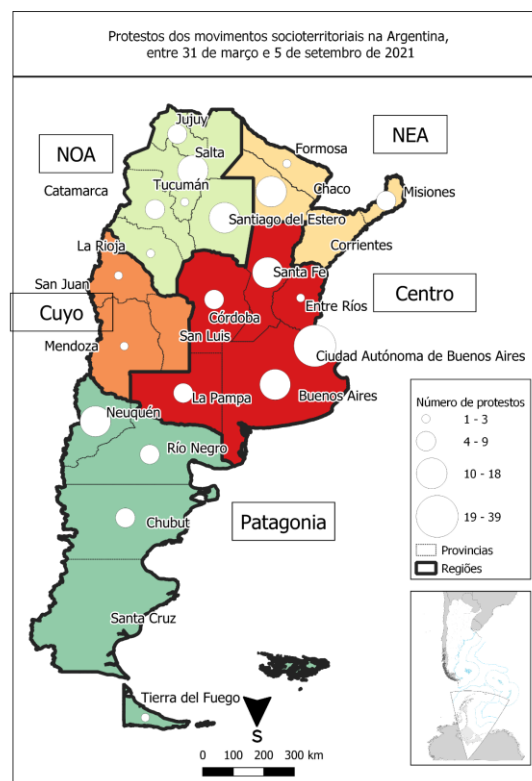 Protestos dos movimentos socioterritoriais na Argentina,
entre 31 de março e 5 de setembro de 2021
Jujuy
NOA
Salta
NEA
Formosa
Catamarca
Tucumán
Chaco
Misiones
Santiago del Estero
La Rioja
Corrientes
San Juan
Santa Fe
Centro
Cuyo
Córdoba
Entre Ríos
San Luis
Mendoza
Ciudad Autónoma de Buenos Aires
La Pampa
Buenos Aires
Neuquén
Río Negro
Chubut
Patagonia
Santa Cruz
Tierra del Fuego
Número de protestos
1 - 3
4 - 9
10 - 18
19 - 39
Provincias
Regiões
S
0 100 200 300 km